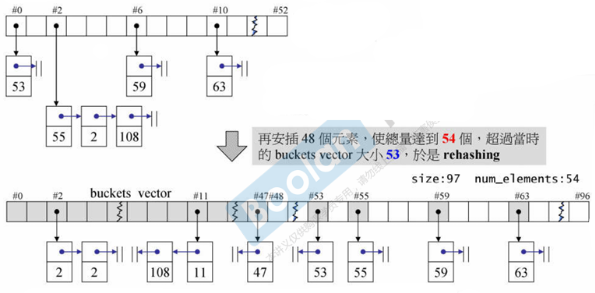 #0 #2 #6 #10 #52
53 59 63
55 2 108
再安插 48 個元素，使總量達到 54 個，超過當時
的 buckets vector 大小 53，於是 rehashing
size:97 num_elements:54
buckets vector
#0 #2 #11 #47#48 #53 #55 #59 #63 #96
2 2 108 11 47 53 55 59 63
Boolan